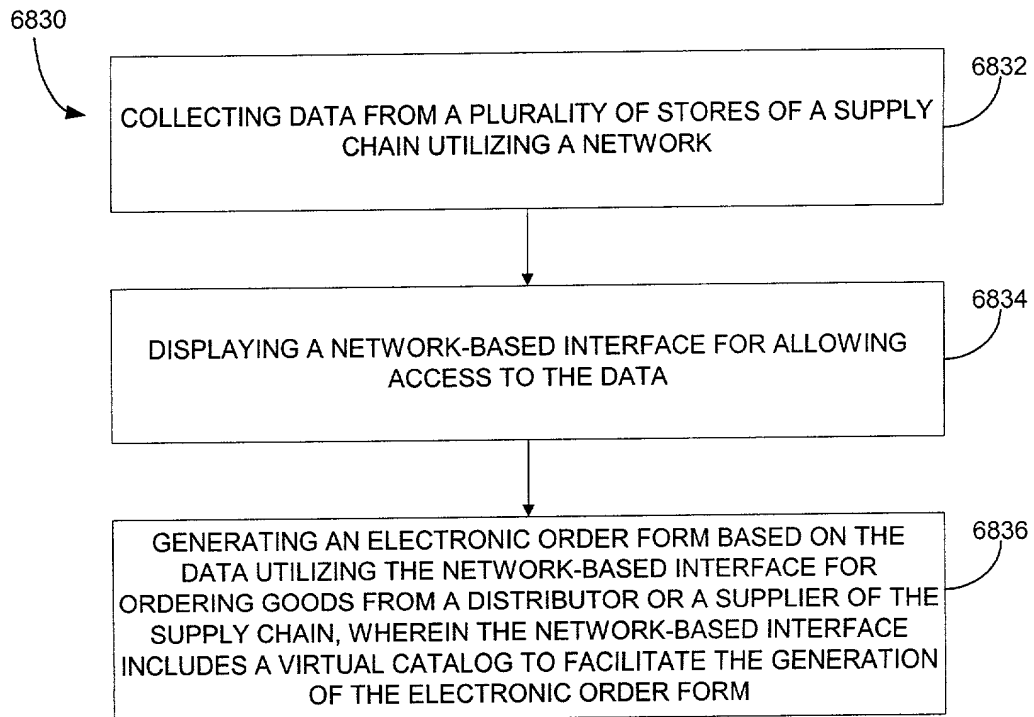 6830
6832
COLLECTING DATA FROM A PLURALITY OF STORES OF A SUPPLY
CHAIN UTILIZING A NETWORK
6834
DISPLAYING A NETWORK-BASED INTERFACE FOR ALLOWING
ACCESS TO THE DATA
6836
GENERATING AN ELECTRONIC ORDER FORM BASED ON THE
DATA UTILIZING THE NETWORK-BASED INTERFACE FOR
ORDERING GOODS FROM A DISTRIBUTOR OR A SUPPLIER OF THE
SUPPLY CHAIN, WHEREIN THE NETWORK-BASED INTERFACE
INCLUDES A VIRTUAL CATALOG TO FACILITATE THE GENERATION
OF THE ELECTRONIC ORDER FORM